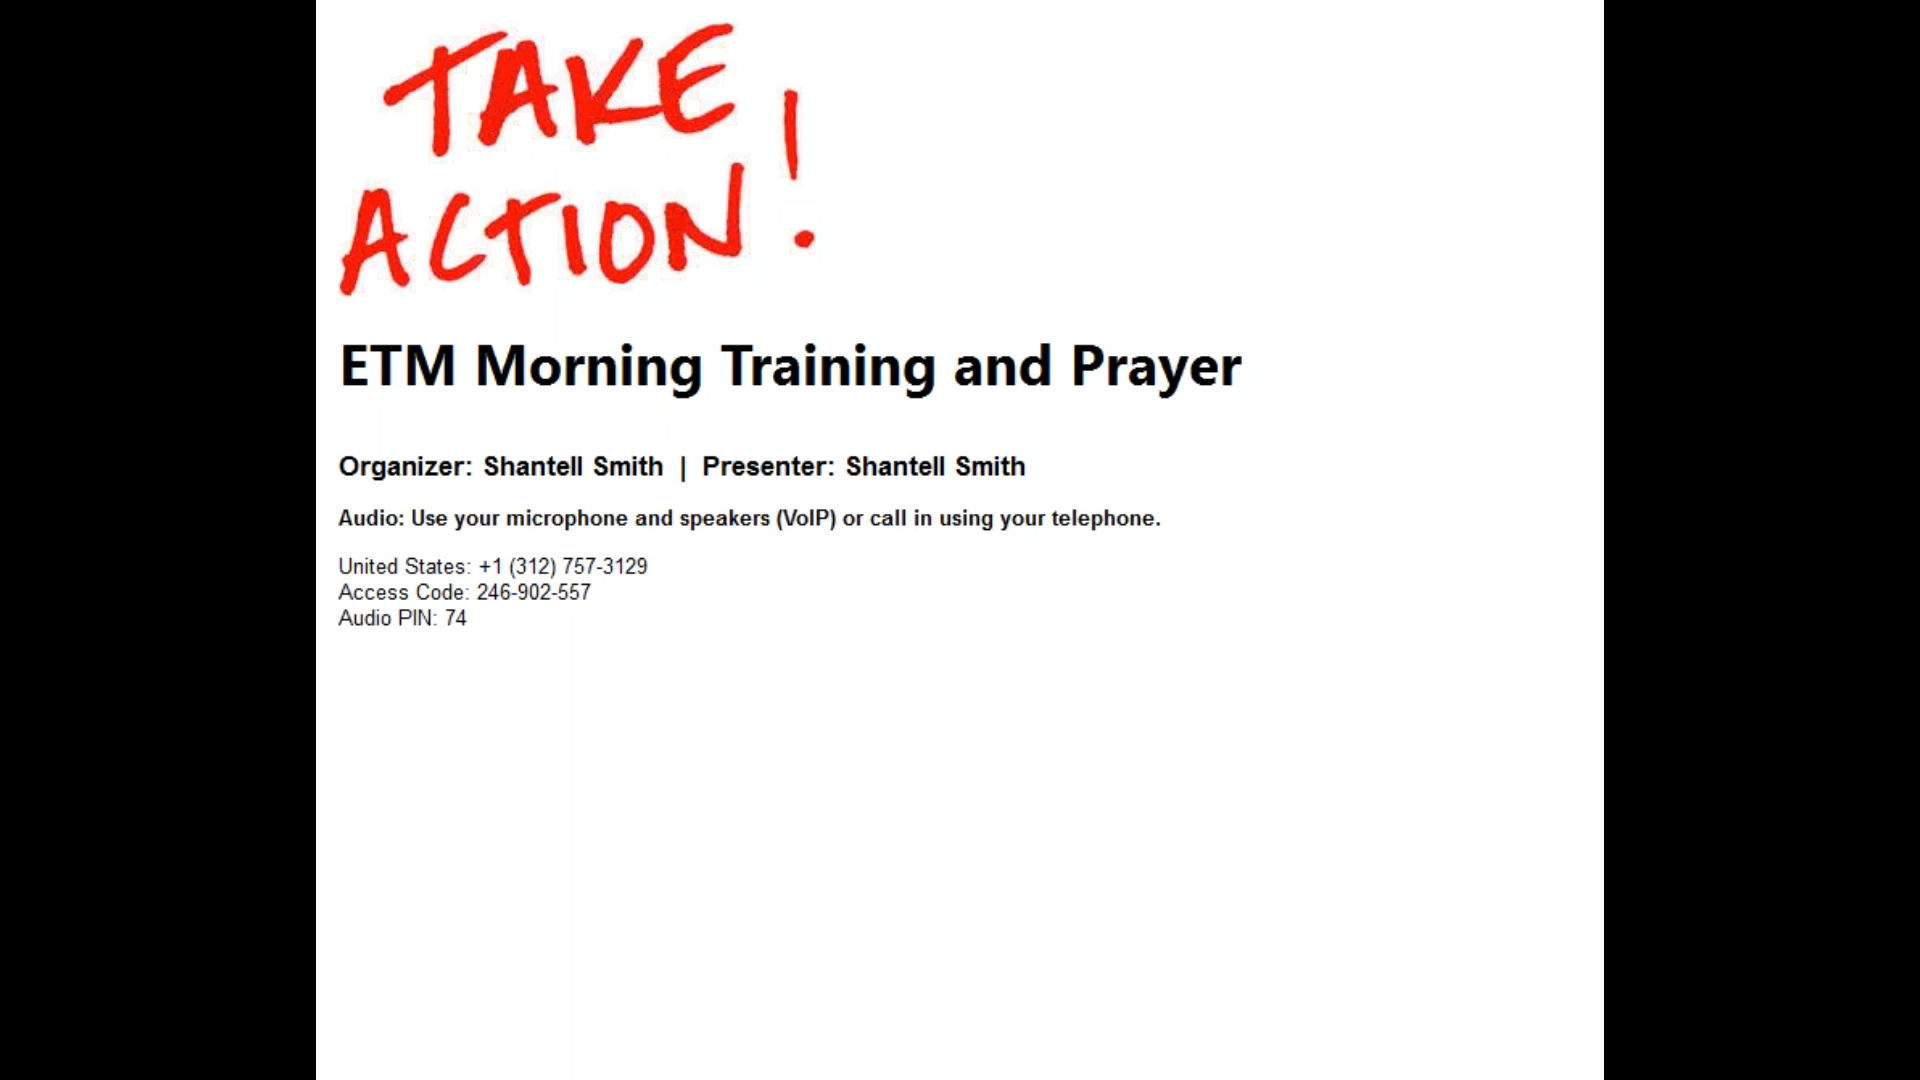 TAKE
ACTION!
ETM Morning Training and Prayer
Organizer: Shantell Smith | Presenter: Shantell Smith
Audio: Use your microphone and speakers (VoIP) or call in using your telephone.
United States: +1 (312) 757-3129
Access Code: 246-902-557
Audio PIN: 74